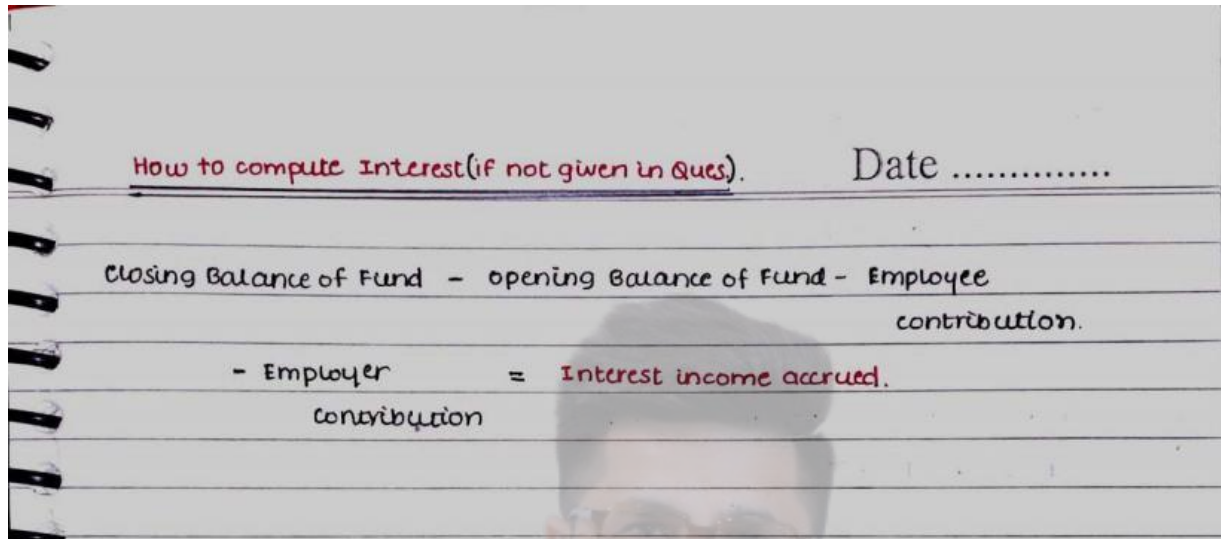 How to compute Interest(if not given in Ques).
Date ..............
Closing Balance of Fund - opening Balance of Fund - Employee
contribution.
- Employer = Interest income accrued.
contribution